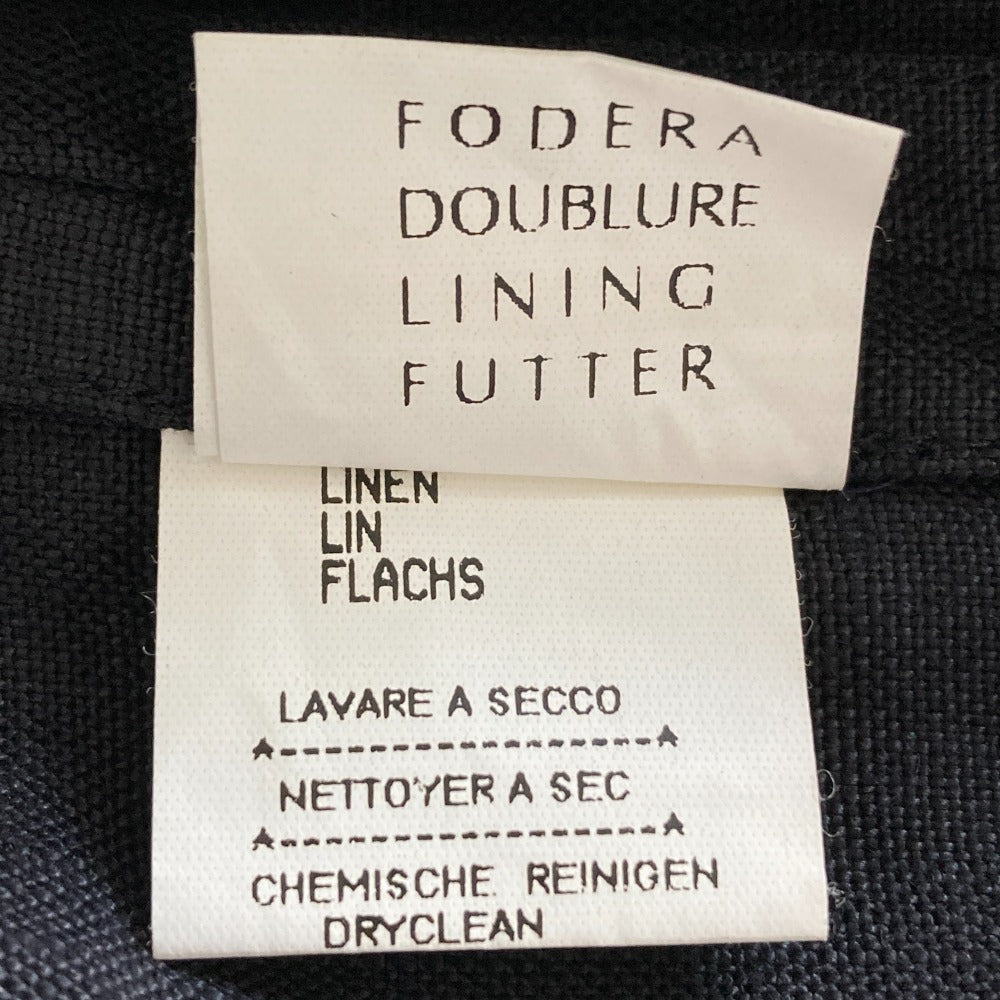 FODERA
DOUBLURE
LINING
FUTTER
LINEN
LIN
FLACHS
LAVARE A SECCO
NETTOYER A SEC
CHEMISCHE REINIGEN
DRYCLEAN